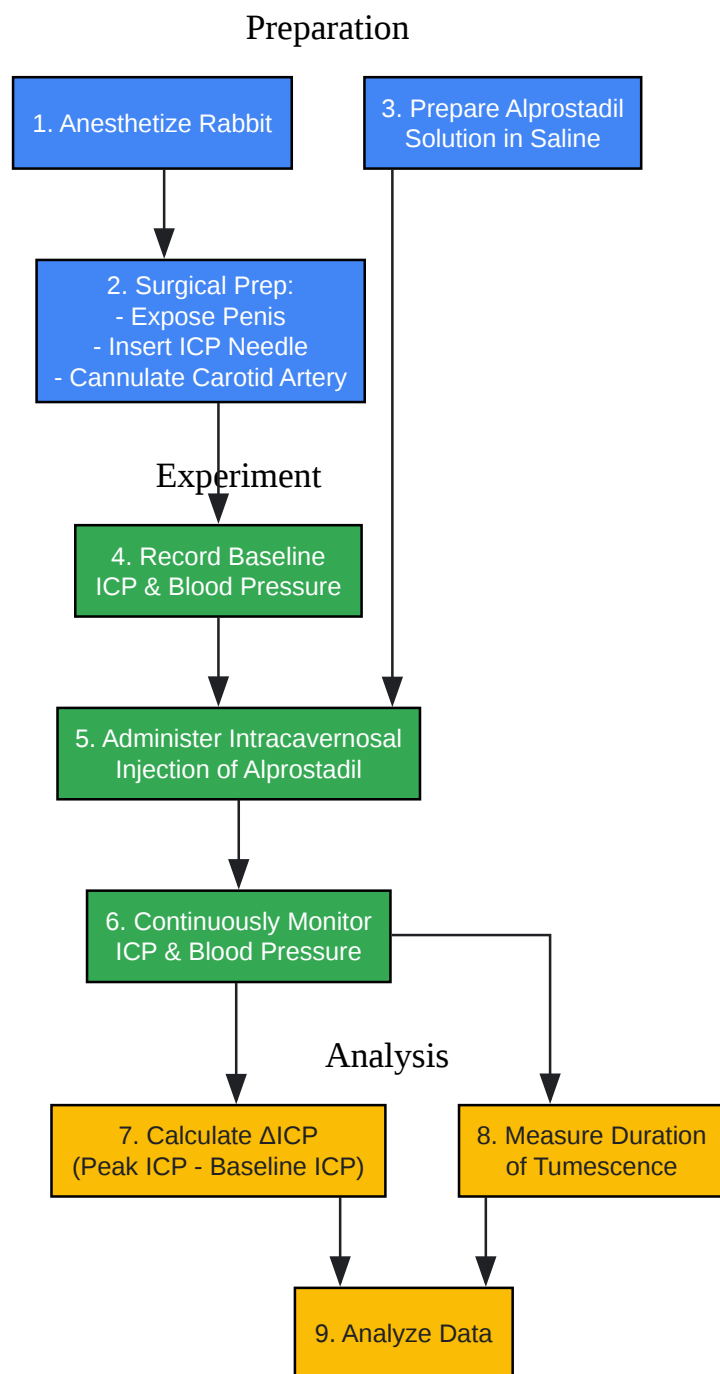 Preparation
1. Anesthetize Rabbit
3. Prepare Alprostadil
Solution in Saline
2. Surgical Prep:
- Expose Penis
- Insert ICP Needle
- Cannulate Carotid Artery
Experiment
4. Record Baseline
ICP & Blood Pressure
5. Administer Intracavernosal
Injection of Alprostadil
6. Continuously Monitor
ICP & Blood Pressure
Analysis
7. Calculate ΔICP
(Peak ICP - Baseline ICP)
8. Measure Duration
of Tumescence
9. Analyze Data